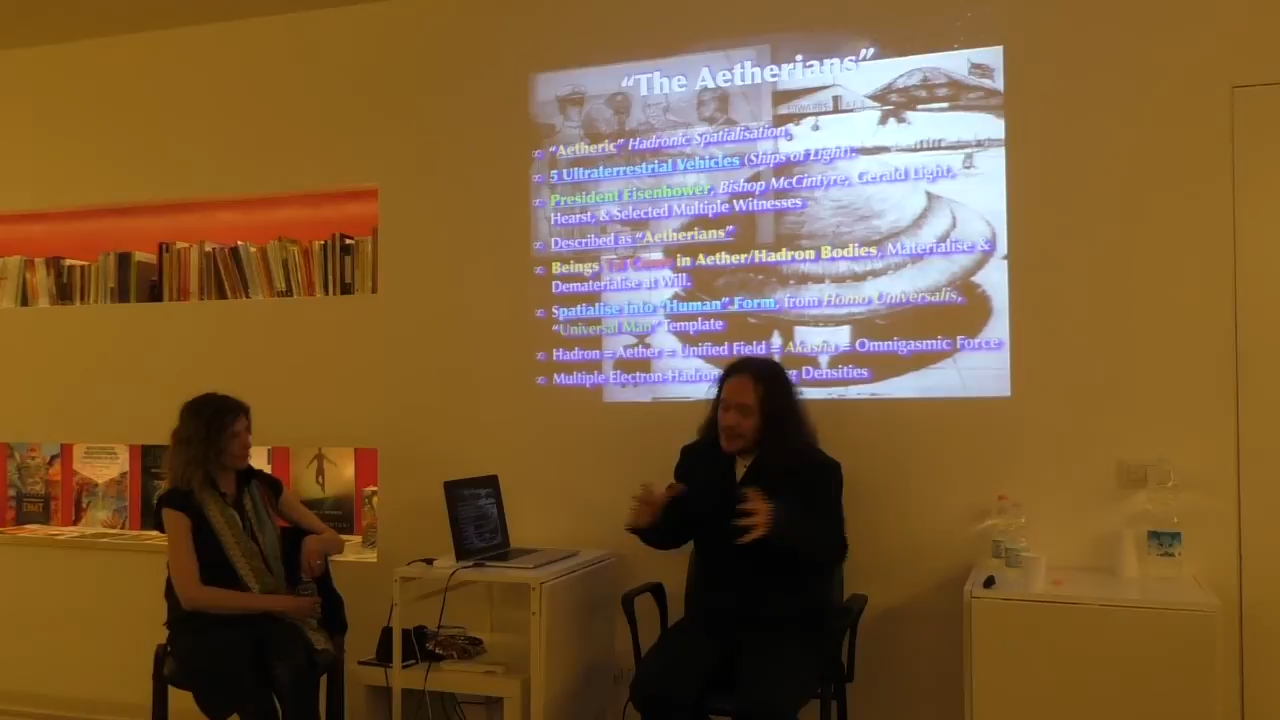 “The Aetherians”
EDWARDS
“Aetheric” Hadronic Spatialisation,
5 Ultraterrestrial Vehicles (Ships of Light).
President Eisenhower, Bishop McCintyre, Gerald Light,
Hearst, & Selected Multiple Witnesses
Described as “Aetherians”
Beings in Aether/Hadron Bodies, Materialise &
Dematerialise at Will.
Spatialise into “Human” Form, from Homo Universalis,
“Universal Man” Template
Hadron = Aether = Unified Field = Akasha = Omnigasmic Force
Multiple Electron-Hadron Densities
DMT